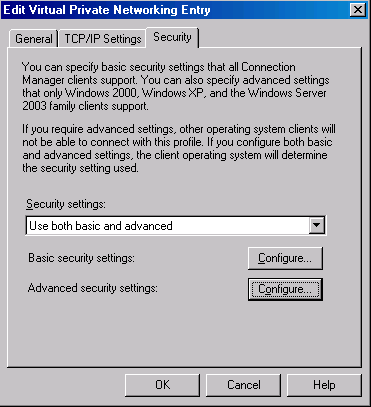 Edit Virtual Private Networking Entry
General
TCP/IP Settings
Security
You can specify basic security settings that all Connection
Manager clients support. You can also specify advanced settings
that only Windows 2000, Windows XP, and the Windows Server
2003 family clients support.
If you require advanced settings, other operating system clients will
not be able to connect with this profile. If you configure both basic
and advanced settings, the client operating system will determine
the security setting used.
Security settings:
Use both basic and advanced
Basic security settings:
Configure...
Advanced security settings:
Configure...
OK
Cancel
Help